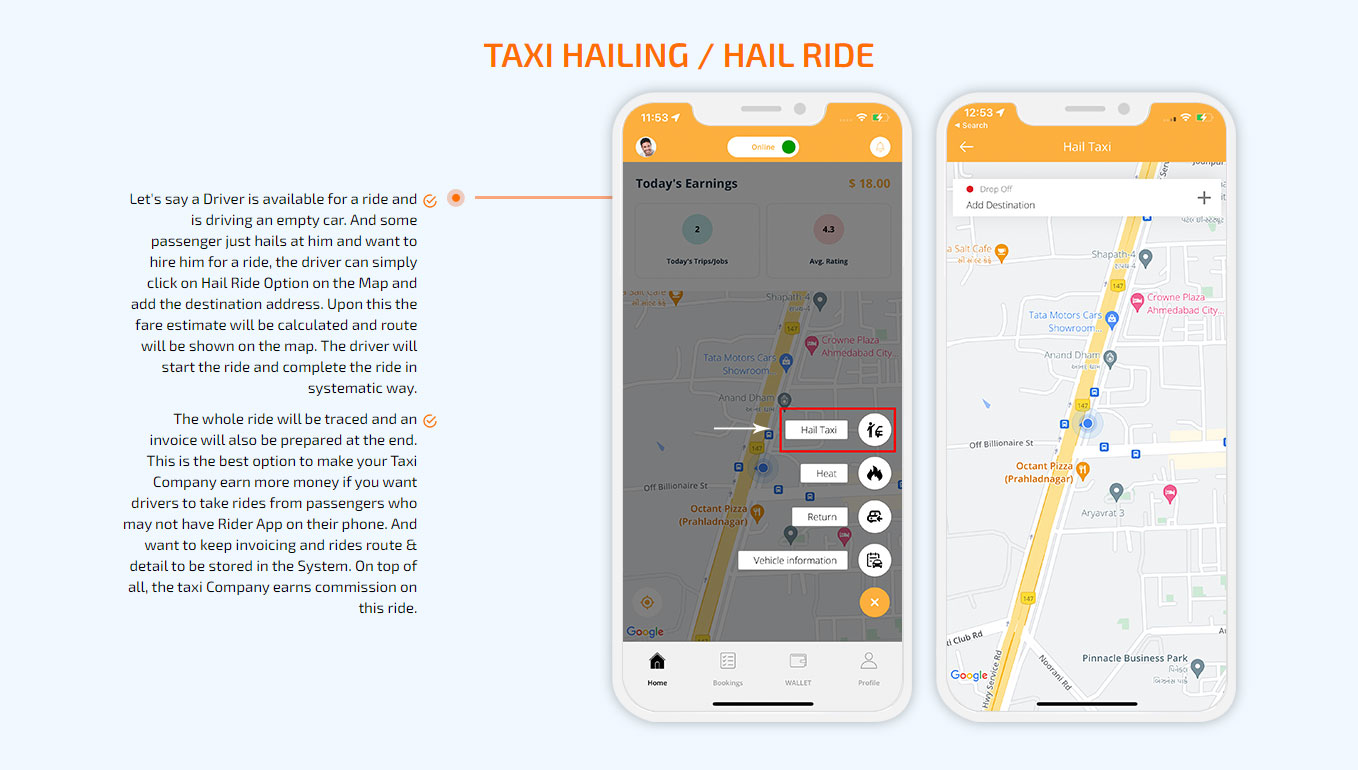 TAXI HAILING / HAIL RIDE
Let's say a Driver is available for a ride and
is driving an empty car. And some
passenger just hails at him and want to
hire him for a ride, the driver can simply
click on Hail Ride Option on the Map and
add the destination address. Upon this the
fare estimate will be calculated and route
will be shown on the map. The driver will
start the ride and complete the ride in
systematic way.
The whole ride will be traced and an
invoice will also be prepared at the end.
This is the best option to make your Taxi
Company earn more money if you want
drivers to take rides from passengers who
may not have Rider App on their phone. And
want to keep invoicing and rides route &
detail to be stored in the System. On top of
all, the taxi Company earns commission on
this ride.
11:53
Online
Today's Earnings
$ 18.00
2
Today's Trips/Jobs
4.3
Avg. Rating
Salt Cafe
Shapath-4
શાપથ-4
147
Crowne Plaza
Ahmedabad City...
Tata Motors Cars
Showroom...
Anand Dham
Hail Taxi
147
Heat
Off Billionaire St
Octant Pizza
(Prahladnagar)
Return
Vehicle information
Google
Home
Bookings
WALLET
Profile
12:53
Search
Hail Taxi
Drop Off
Add Destination
a Salt Cafe
Shapath-4
શાપથ-4
147
Crowne Plaza
Ahmedabad City...
Tata Motors Cars
Showroom...
Anand Dham
147
Off Billionaire St
Octant Pizza
(Prahladnagar)
Aryavrat 3
147
ti Club Rd
Pinnacle Business Park
Noorani Rd
Hwy Service Rd
Google